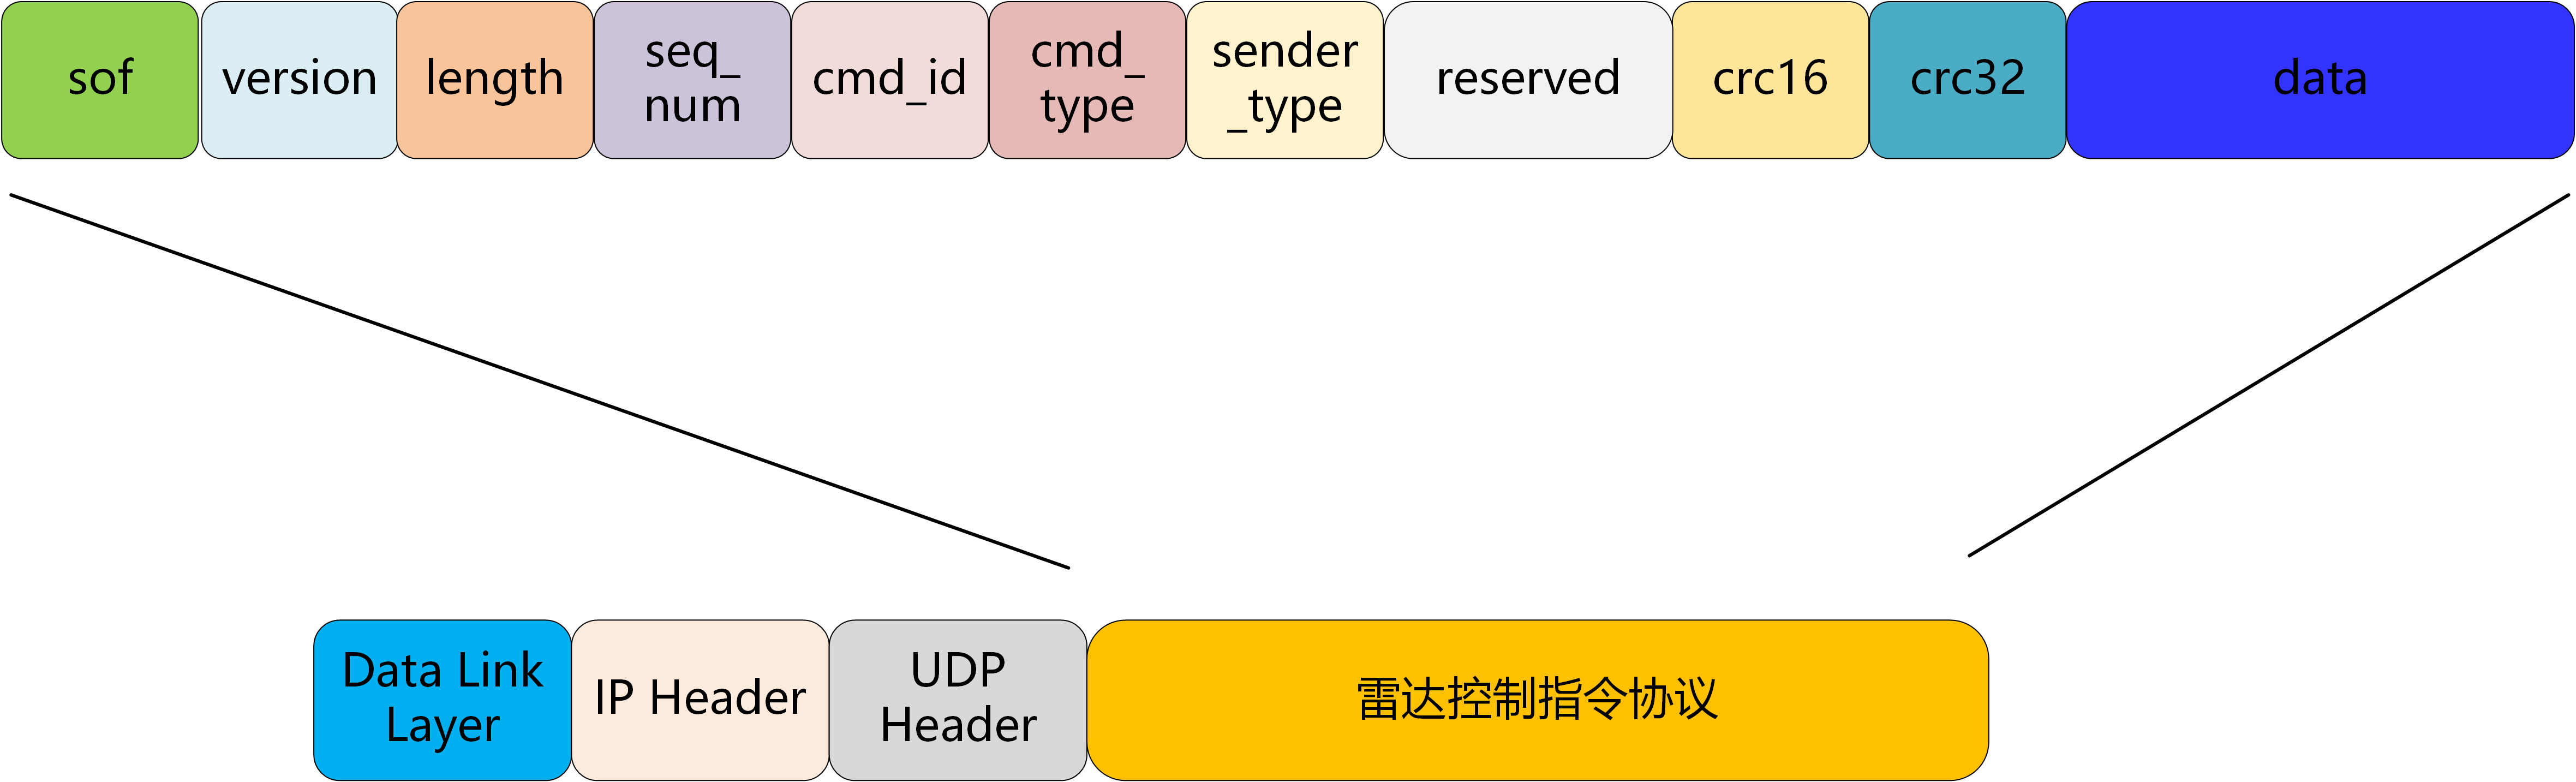 sof
version
length
seq_
num
cmd_id
cmd_
type
sender
_type
reserved
crc16
crc32
data
Data Link
Layer
IP Header
UDP
Header
雷达控制指令协议